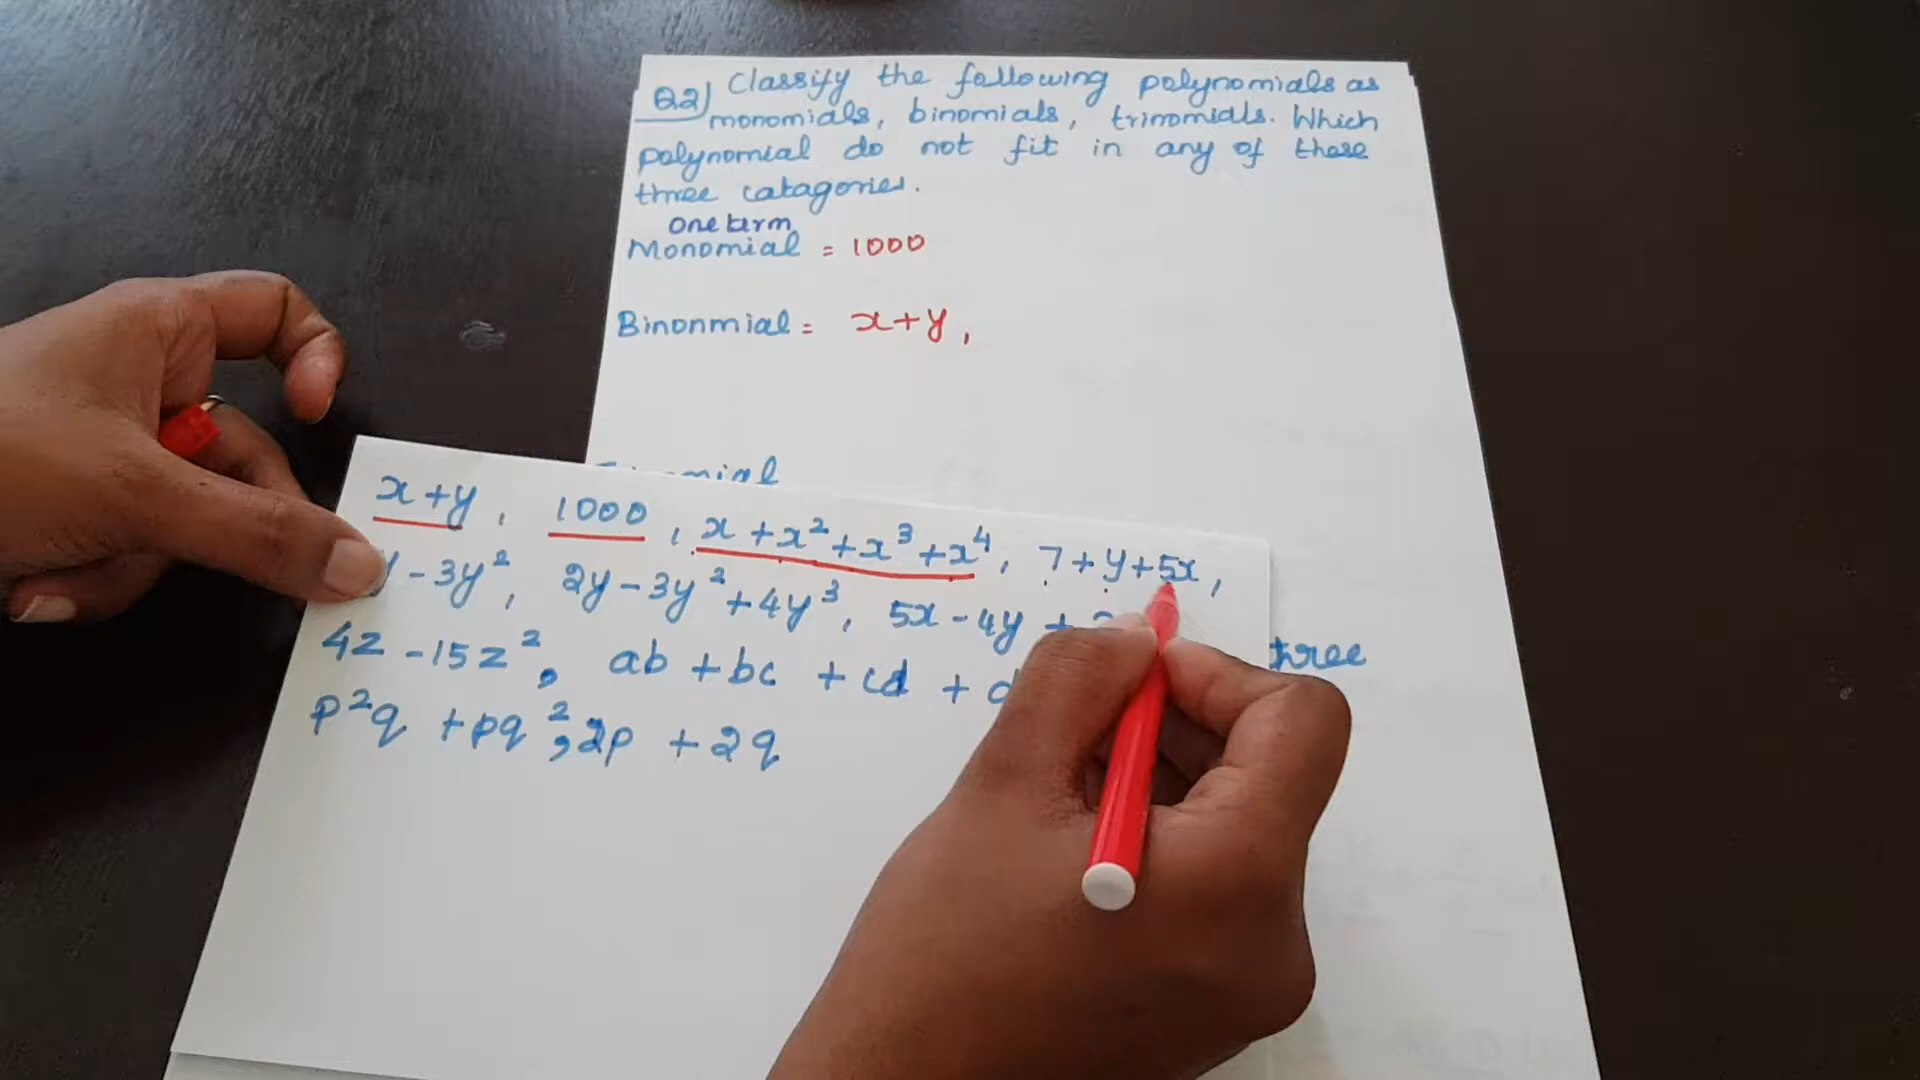 Q2) Classify the following polynomials as
monomials, binomials, trinomials. Which
polynomial do not fit in any of these
three catagories.
One term
Monomial = 1000
Binonmial = x+y,
x+y, 1000, x+x²+x³+x⁴, 7+y+5x,
-3y², 2y-3y²+4y³, 5x-4y+
three
4z-15z², ab+bc+cd+
p²q+pq², 2p+2q